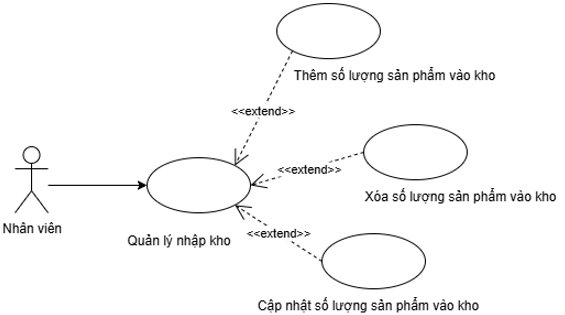 Thêm số lượng sản phẩm vào kho
<<extend>>
<<extend>>
Xóa số lượng sản phẩm vào kho
Nhân viên
Quản lý nhập kho
<<extend>>
Cập nhật số lượng sản phẩm vào kho